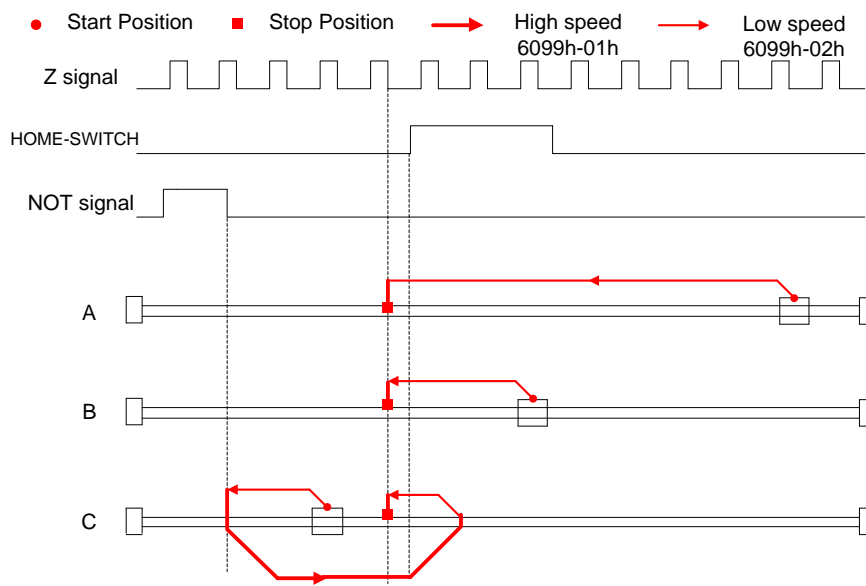 Start Position
Stop Position
High speed
6099h-01h
Low speed
6099h-02h
Z signal
HOME-SWITCH
NOT signal
A
B
C